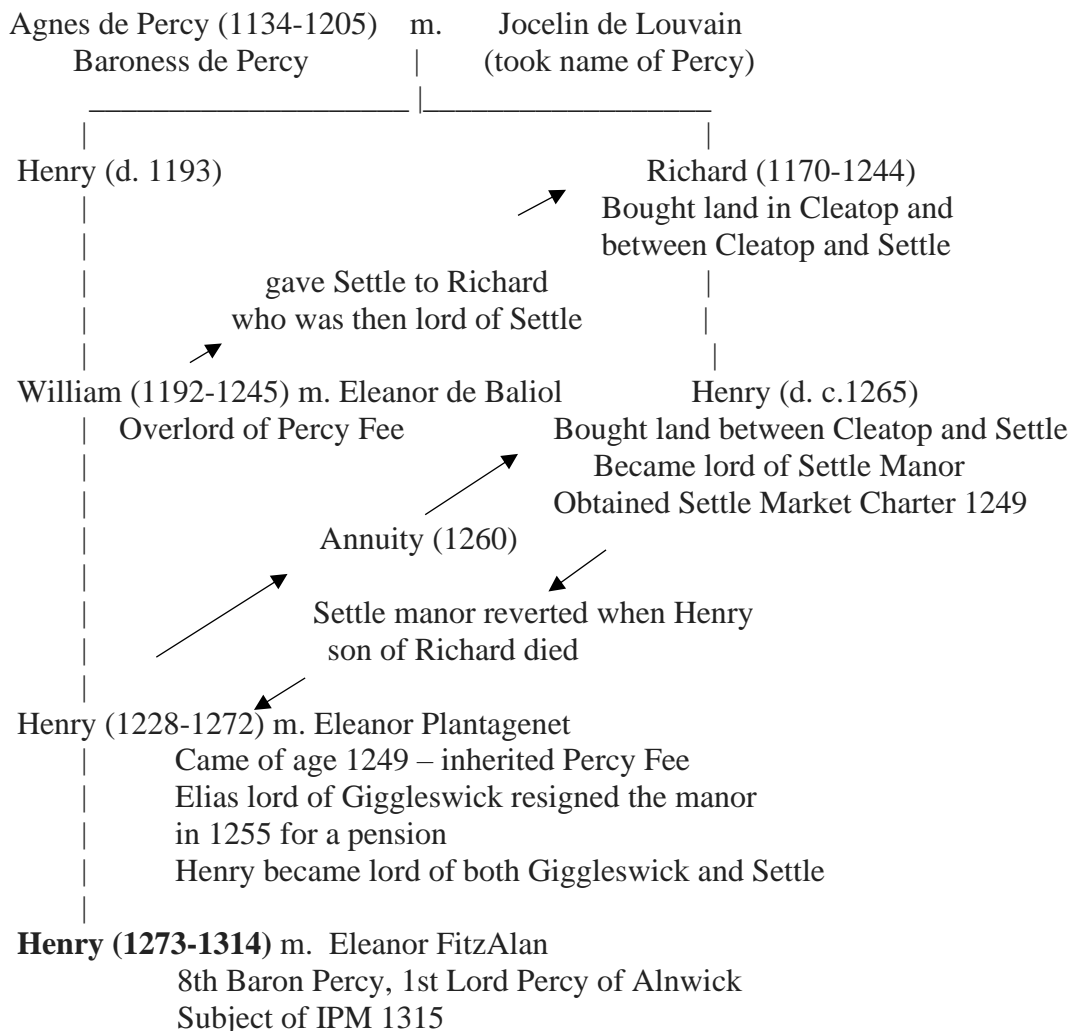 Agnes de Percy (1134-1205) m. Jocelin de Louvain
Baroness de Percy | (took name of Percy)
Henry (d. 1193) Richard (1170-1244)
Bought land in Cleatop and
between Cleatop and Settle
gave Settle to Richard
who was then lord of Settle
William (1192-1245) m. Eleanor de Baliol Henry (d. c.1265)
Overlord of Percy Fee Bought land between Cleatop and Settle
Became lord of Settle Manor
Obtained Settle Market Charter 1249
Annuity (1260)
Settle manor reverted when Henry
son of Richard died
Henry (1228-1272) m. Eleanor Plantagenet
Came of age 1249 – inherited Percy Fee
Elias lord of Giggleswick resigned the manor
in 1255 for a pension
Henry became lord of both Giggleswick and Settle
Henry (1273-1314) m. Eleanor FitzAlan
8th Baron Percy, 1st Lord Percy of Alnwick
Subject of IPM 1315